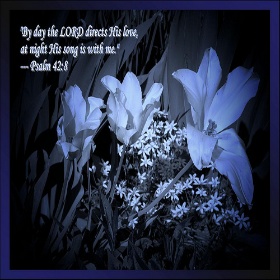 'By day the LORD directs His love,
at night His song is with me."
--- Psalm 42:8